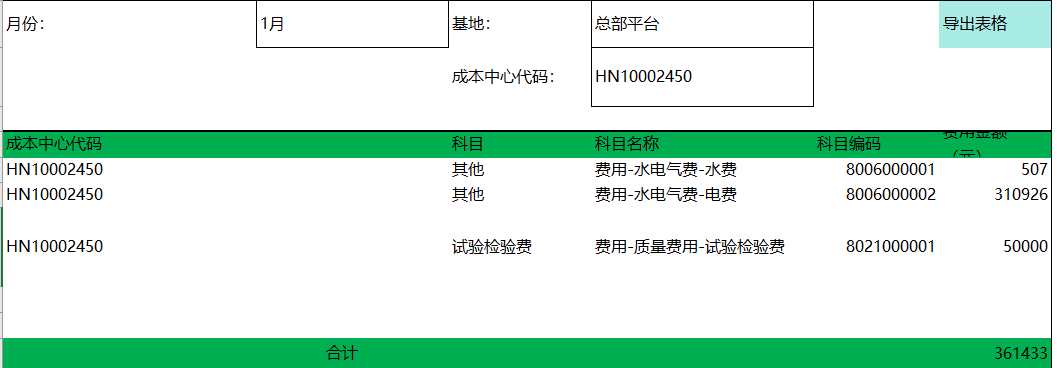 月份： 1月 基地： 总部平台 导出表格
成本中心代码： HN10002450
成本中心代码 科目 科目名称 科目编码 费用金额
（元）
HN10002450 其他 费用-水电气费-水费 8006000001 507
HN10002450 其他 费用-水电气费-电费 8006000002 310926
HN10002450 试验检验费 费用-质量费用-试验检验费 8021000001 50000
合计 361433